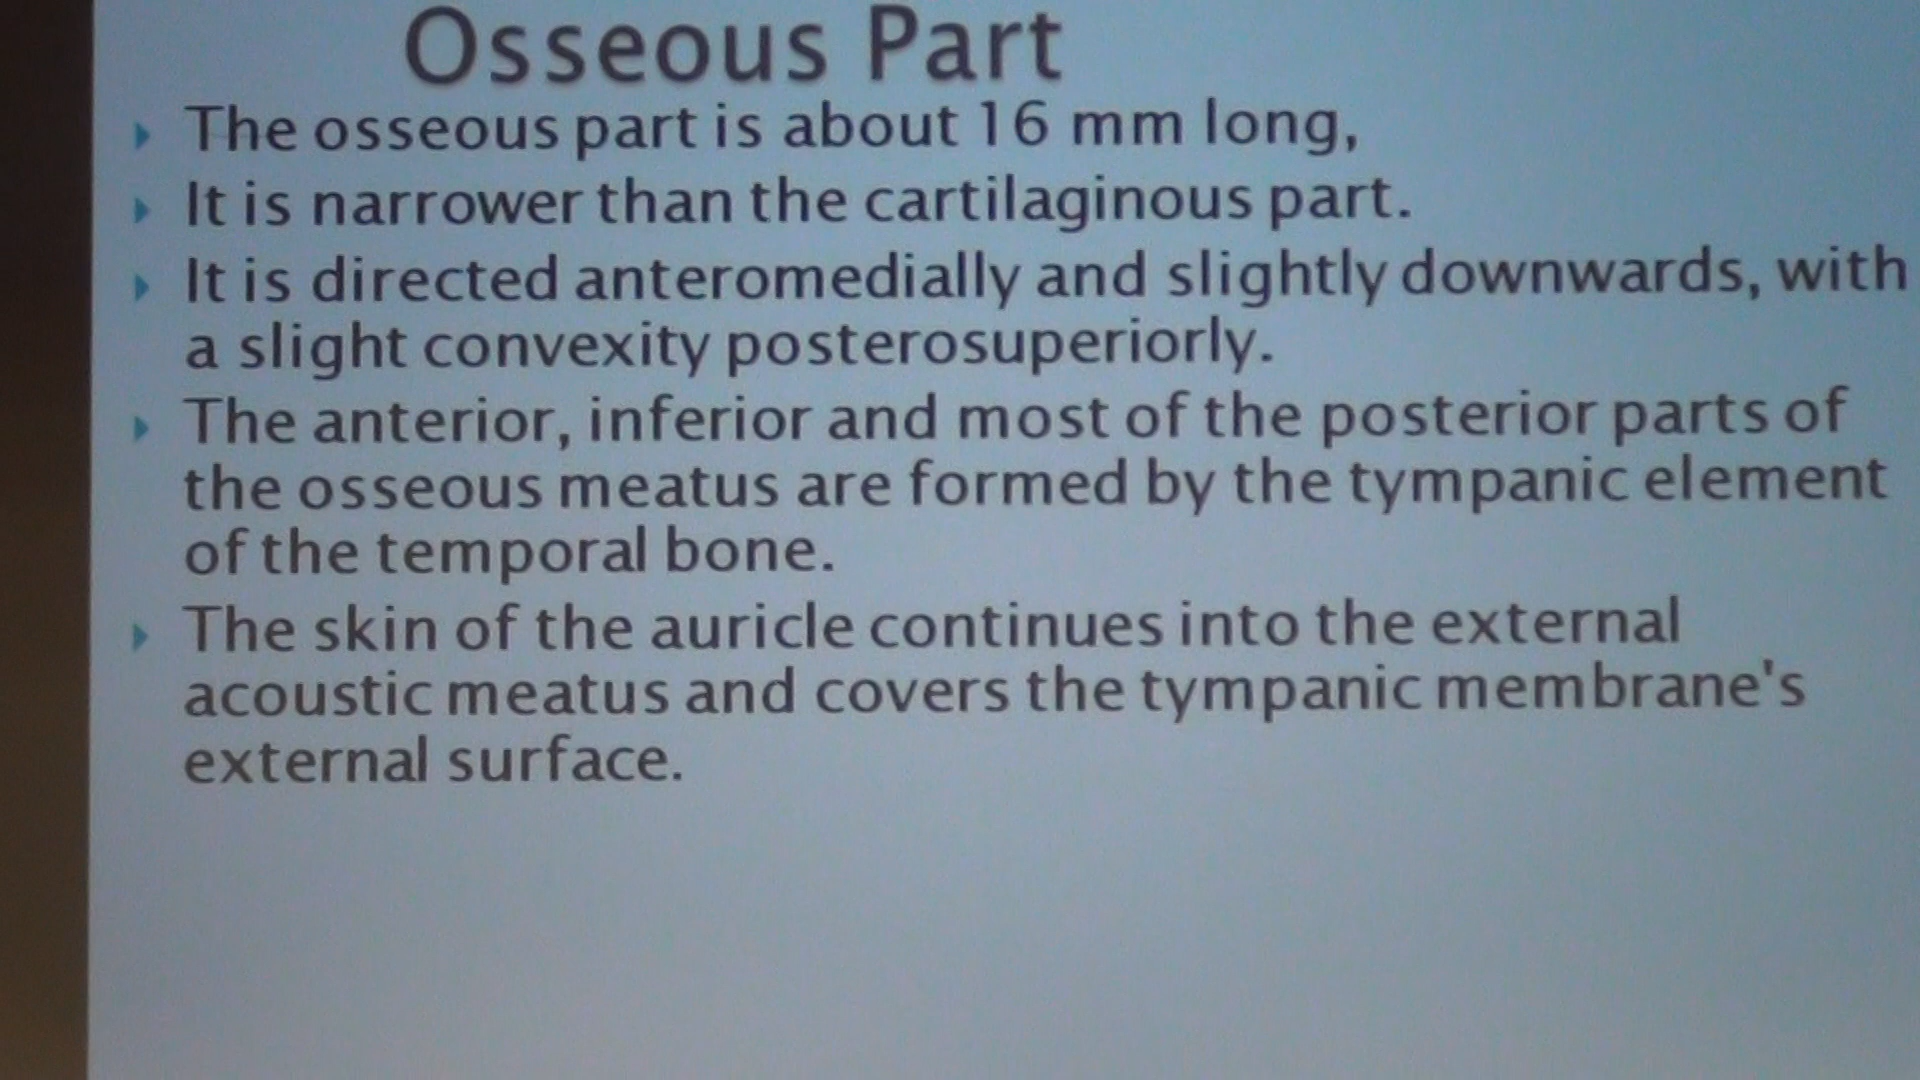 Osseous Part
The osseous part is about 16 mm long,
It is narrower than the cartilaginous part.
It is directed anteromedially and slightly downwards, with
a slight convexity posterosuperiorly.
The anterior, inferior and most of the posterior parts of
the osseous meatus are formed by the tympanic element
of the temporal bone.
The skin of the auricle continues into the external
acoustic meatus and covers the tympanic membrane's
external surface.